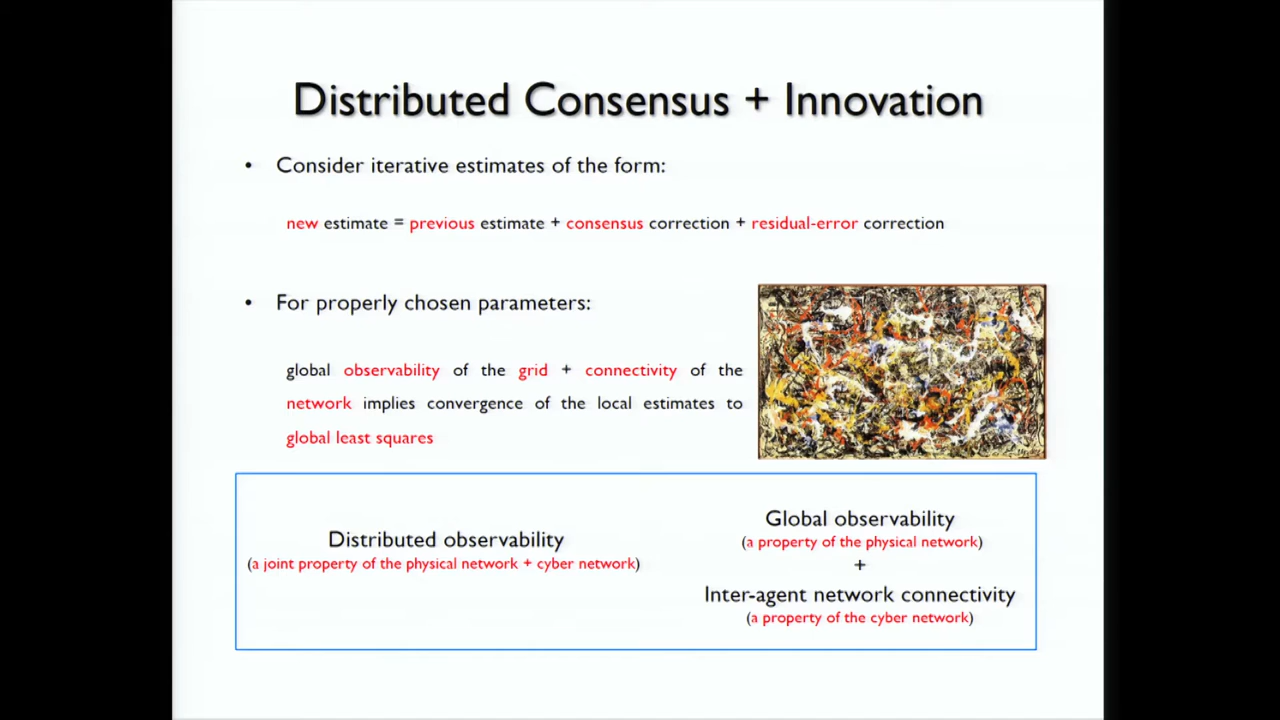 Distributed Consensus + Innovation
• Consider iterative estimates of the form:
new estimate = previous estimate + consensus correction + residual-error correction
• For properly chosen parameters:
global observability of the grid + connectivity of the
network implies convergence of the local estimates to
global least squares
Distributed observability
(a joint property of the physical network + cyber network)
Global observability
(a property of the physical network)
+
Inter-agent network connectivity
(a property of the cyber network)